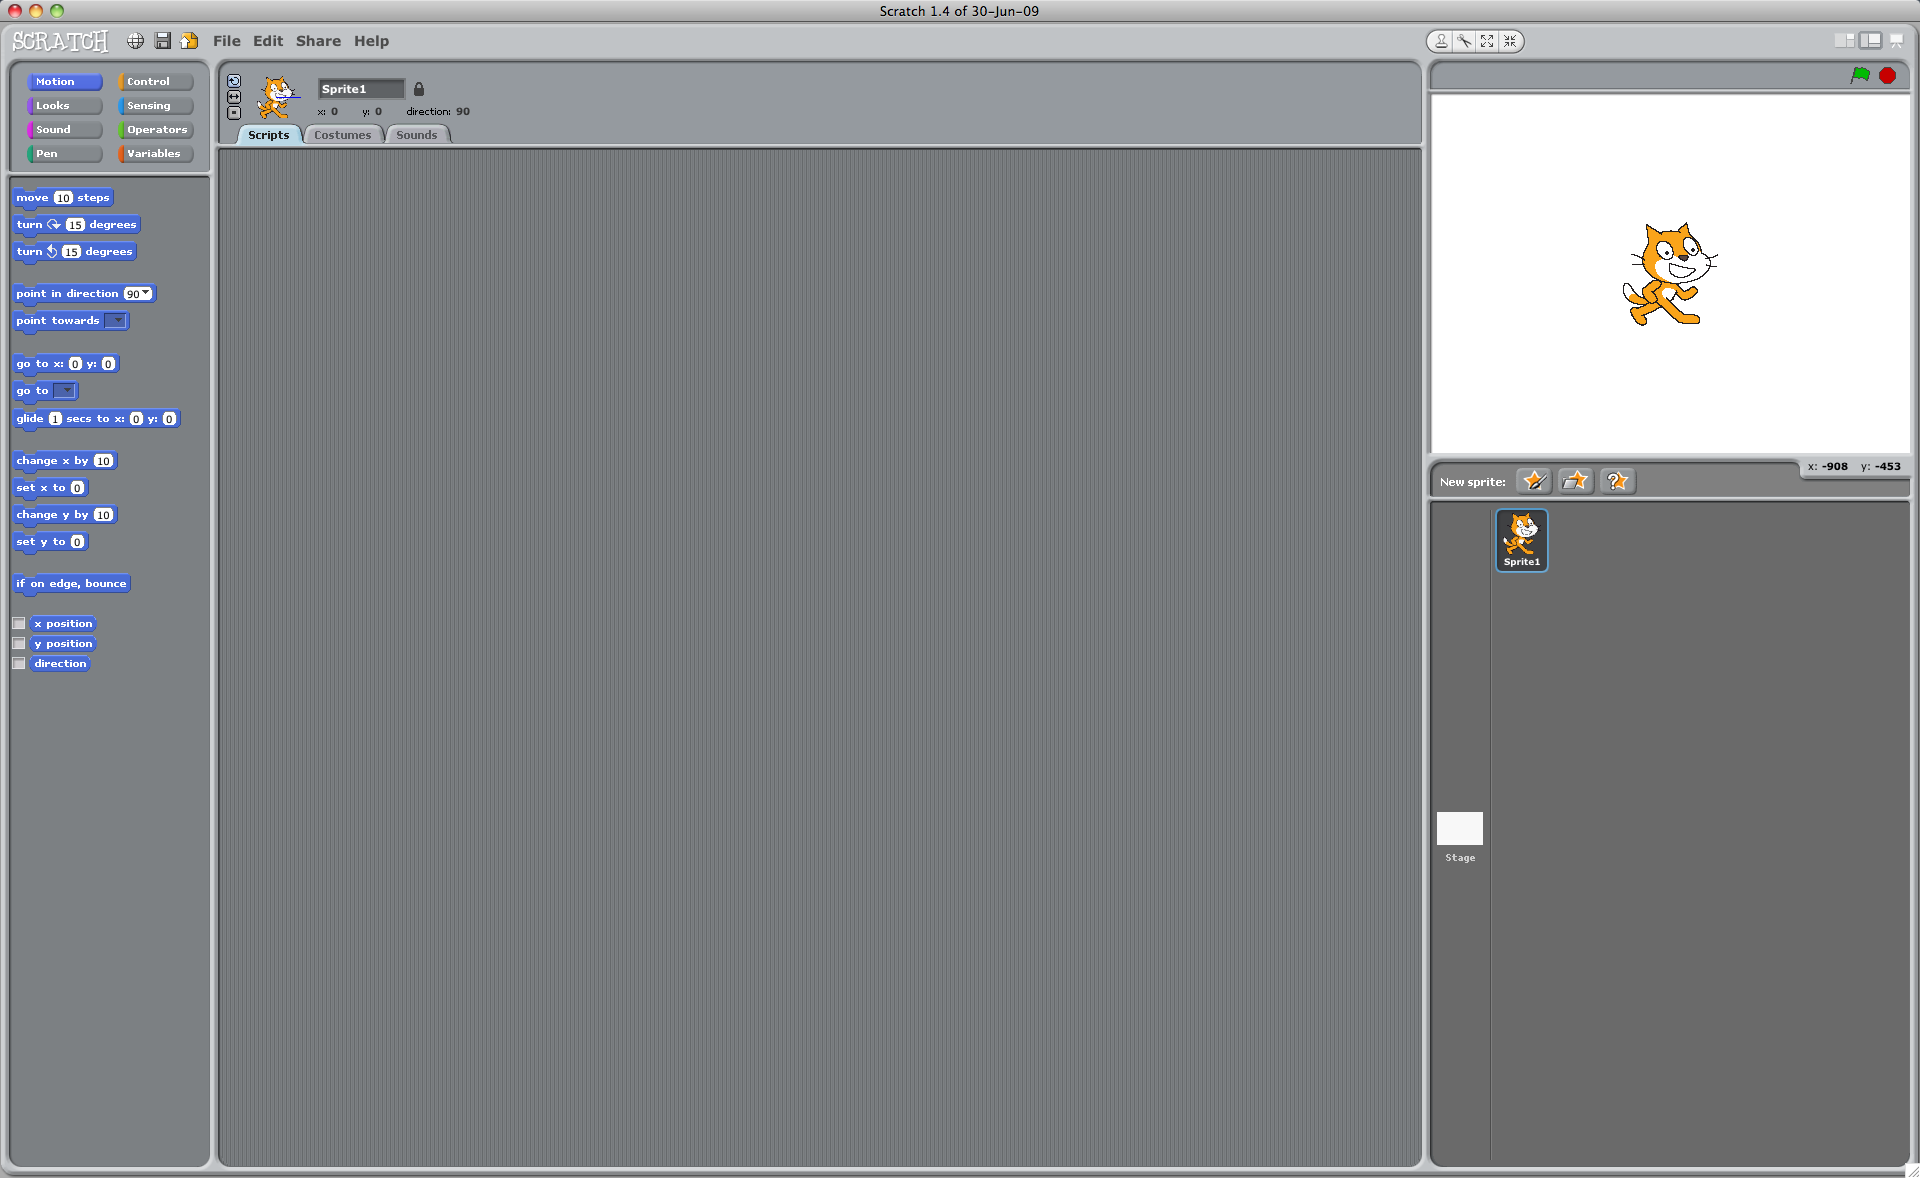 Scratch 1.4 of 30-Jun-09
SCRATCH File Edit Share Help
Motion Control
Looks Sensing
Sound Operators
Pen Variables
Sprite1
x: 0 y: 0 direction: 90
Scripts Costumes Sounds
move 10 steps
turn 15 degrees
turn 15 degrees
point in direction 90
point towards
go to x: 0 y: 0
go to
glide 1 secs to x: 0 y: 0
change x by 10
set x to 0
change y by 10
set y to 0
if on edge, bounce
x position
y position
direction
x: -908 y: -453
New sprite:
Sprite1
Stage